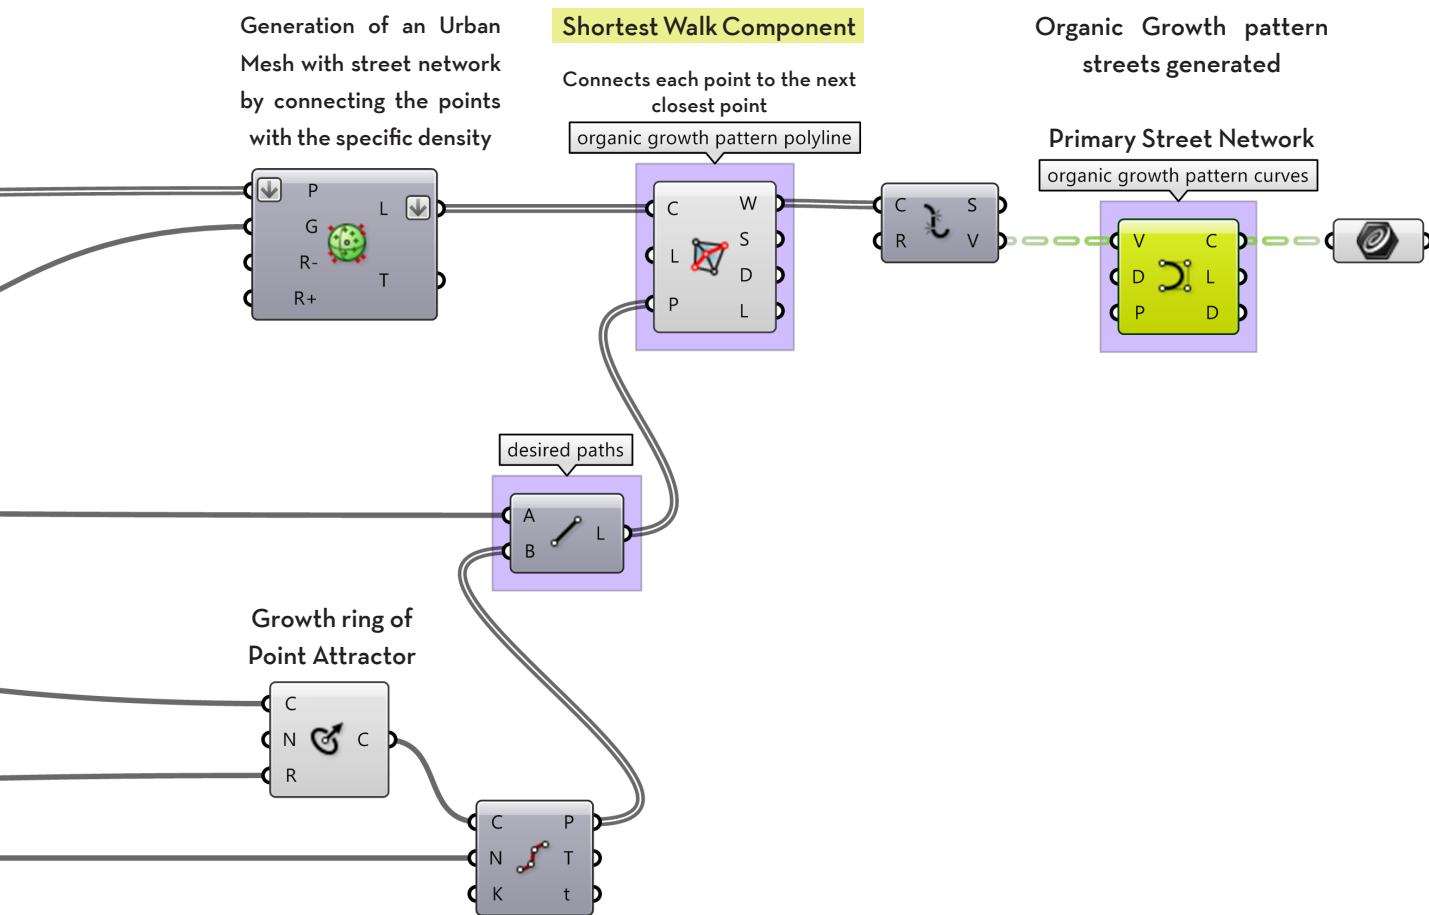 Generation of an Urban
Mesh with street network
by connecting the points
with the specific density
Shortest Walk Component
Connects each point to the next
closest point
organic growth pattern polyline
Organic Growth pattern
streets generated
Primary Street Network
organic growth pattern curves
P
G
R-
R+
L
T
C
L
P
W
S
D
L
C
R
S
V
V
D
P
C
L
D
desired paths
A
B
L
Growth ring of
Point Attractor
C
N
R
C
C
N
K
P
T
t